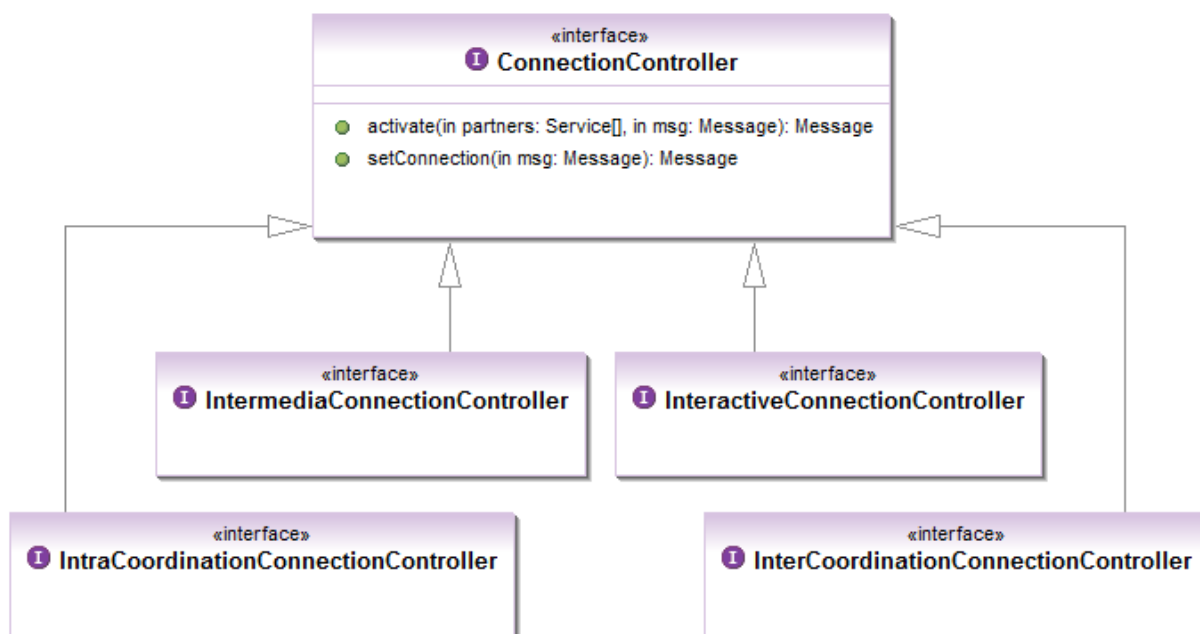 «interface»
I ConnectionController
activate(in partners: Service[], in msg: Message): Message
setConnection(in msg: Message): Message
«interface»
I IntermediaConnectionController
«interface»
I InteractiveConnectionController
«interface»
I IntraCoordinationConnectionController
«interface»
I InterCoordinationConnectionController